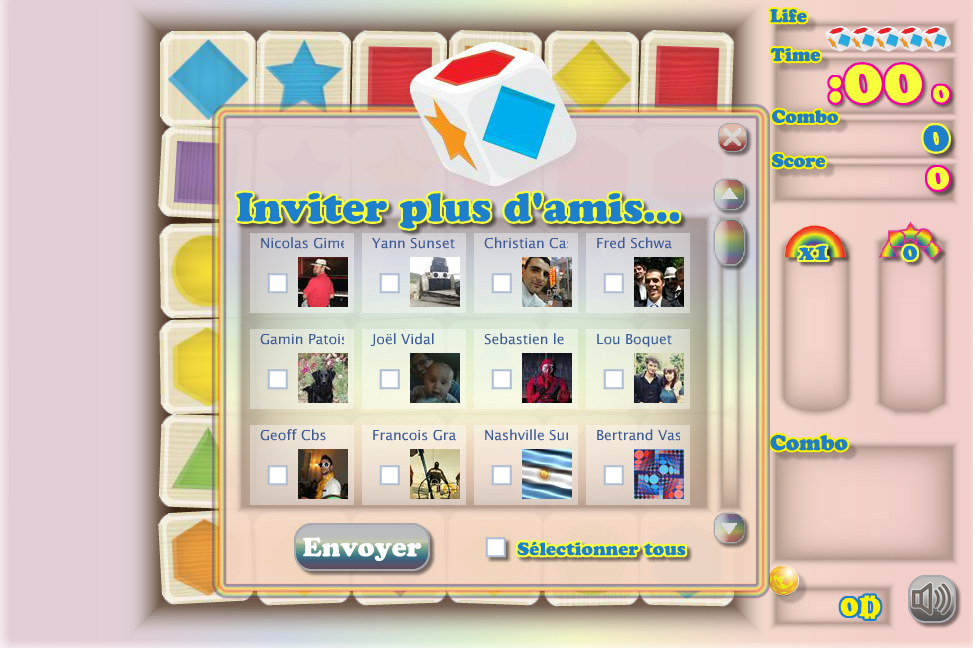 Life
Time
:00 0
Combo
0
Score
0
Inviter plus d'amis...
Nicolas Gime
Yann Sunset
Christian Ca
Fred Schwa
x1
0
Gamin Patois
Joël Vidal
Sebastien le
Lou Boquet
Geoff Cbs
Francois Gra
Nashville Sur
Bertrand Vas
Combo
Envoyer
Sélectionner tous
0